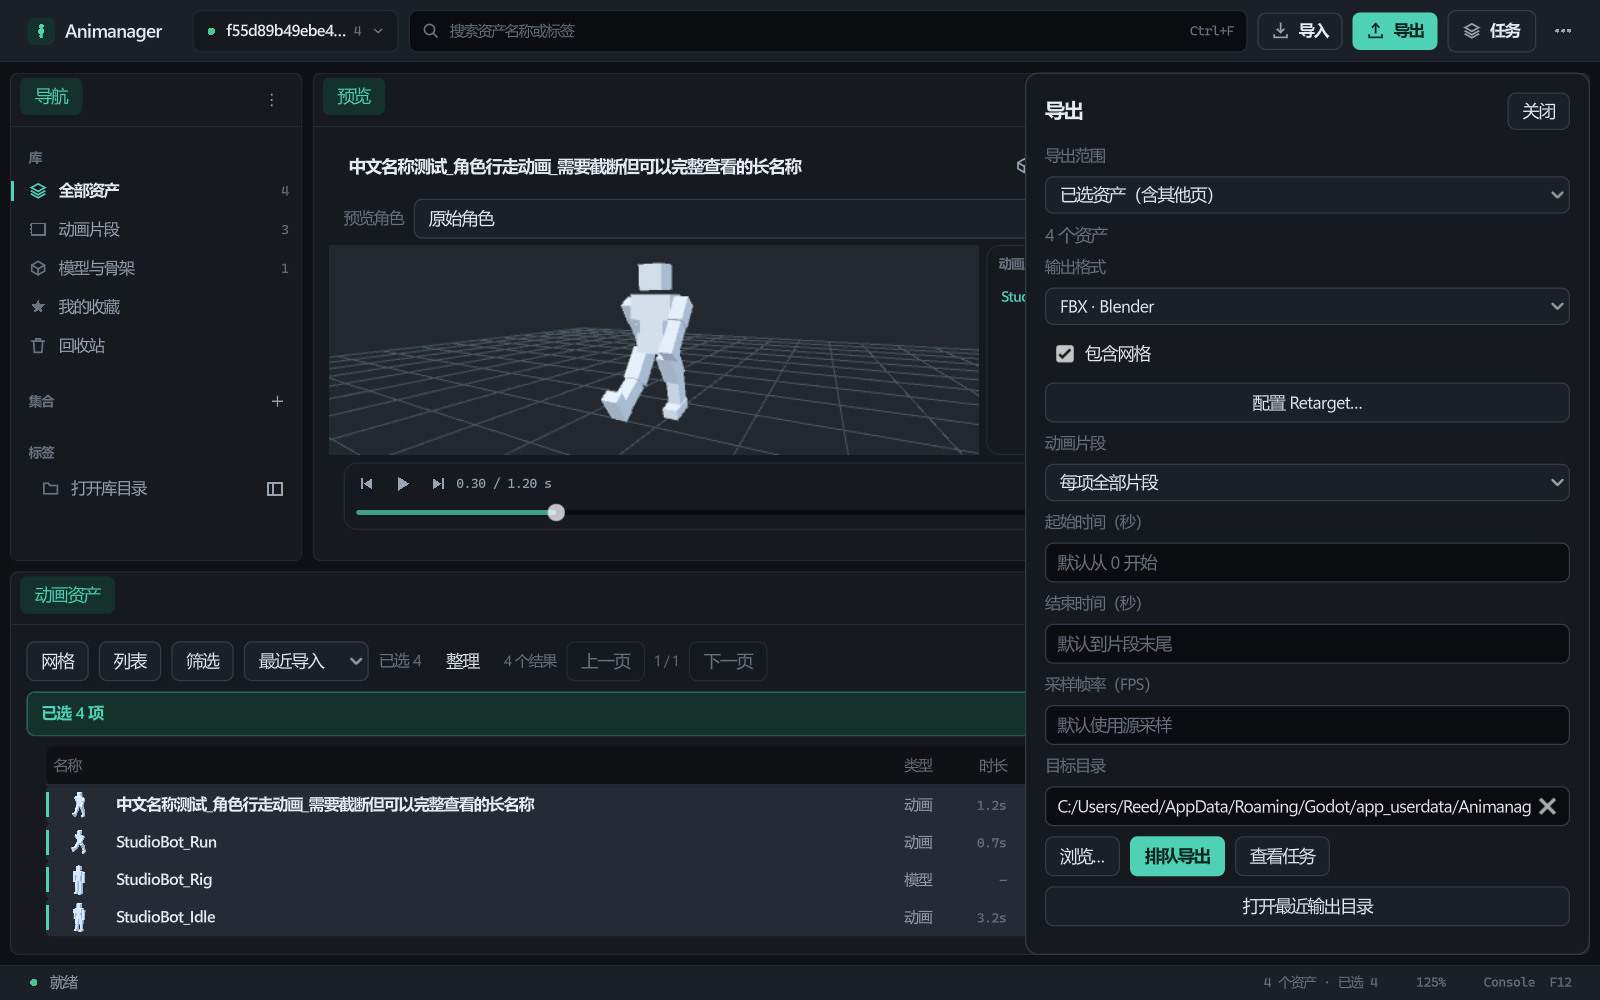 Animanager
f55d89b49ebe4... 4
搜索资产名称或标签
Ctrl+F
导入
导出
任务
导航
库
全部资产 4
动画片段 3
模型与骨架 1
我的收藏
回收站
集合
标签
打开库目录
预览
中文名称测试_角色行走动画_需要截断但可以完整查看的长名称
预览角色
原始角色
动画
Stud
0.30 / 1.20 s
动画资产
网格
列表
筛选
最近导入
已选 4
整理
4 个结果
上一页
1 / 1
下一页
已选 4 项
名称 类型 时长
中文名称测试_角色行走动画_需要截断但可以完整查看的长名称 动画 1.2s
StudioBot_Run 动画 0.7s
StudioBot_Rig 模型 –
StudioBot_Idle 动画 3.2s
导出
关闭
导出范围
已选资产（含其他页）
4 个资产
输出格式
FBX · Blender
包含网格
配置 Retarget...
动画片段
每项全部片段
起始时间（秒）
默认从 0 开始
结束时间（秒）
默认到片段末尾
采样帧率（FPS）
默认使用源采样
目标目录
C:/Users/Reed/AppData/Roaming/Godot/app_userdata/Animanag
浏览...
排队导出
查看任务
打开最近输出目录
就绪
4 个资产 · 已选 4
125%
Console F12